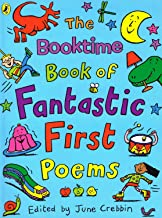 The
Booktime
Book of
Fantastic
First
Poems
Edited by June Crebbin